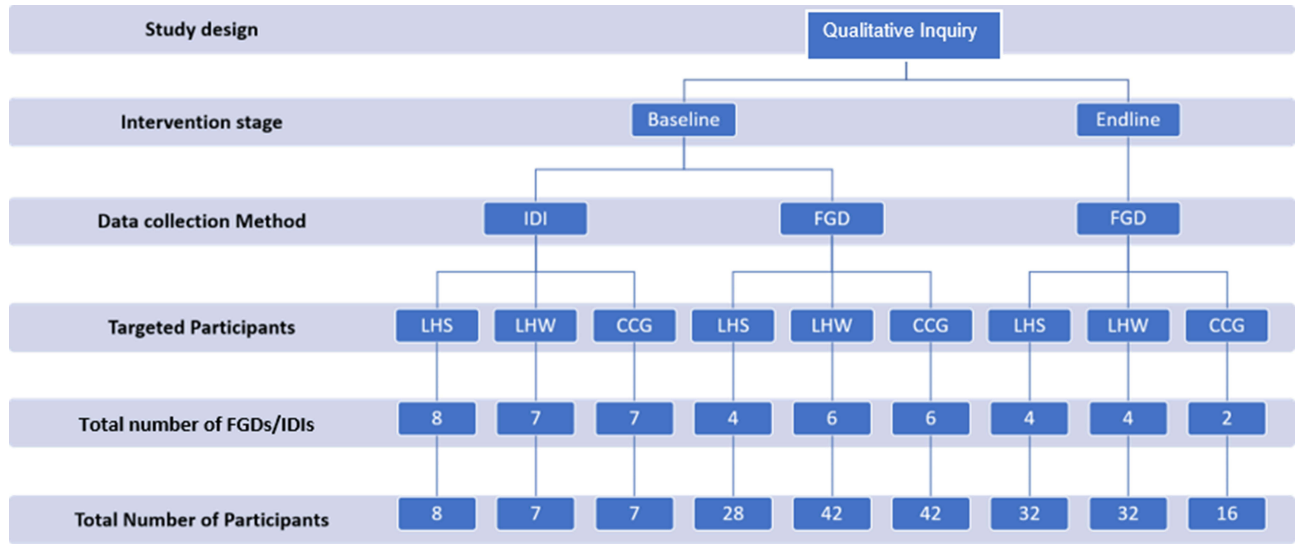 Study design
Qualitative Inquiry
Intervention stage
Baseline
Endline
Data collection Method
IDI
FGD
FGD
Targeted Participants
LHS
LHW
CCG
LHS
LHW
CCG
LHS
LHW
CCG
Total number of FGDs/IDIs
8
7
7
4
6
6
4
4
2
Total Number of Participants
8
7
7
28
42
42
32
32
16